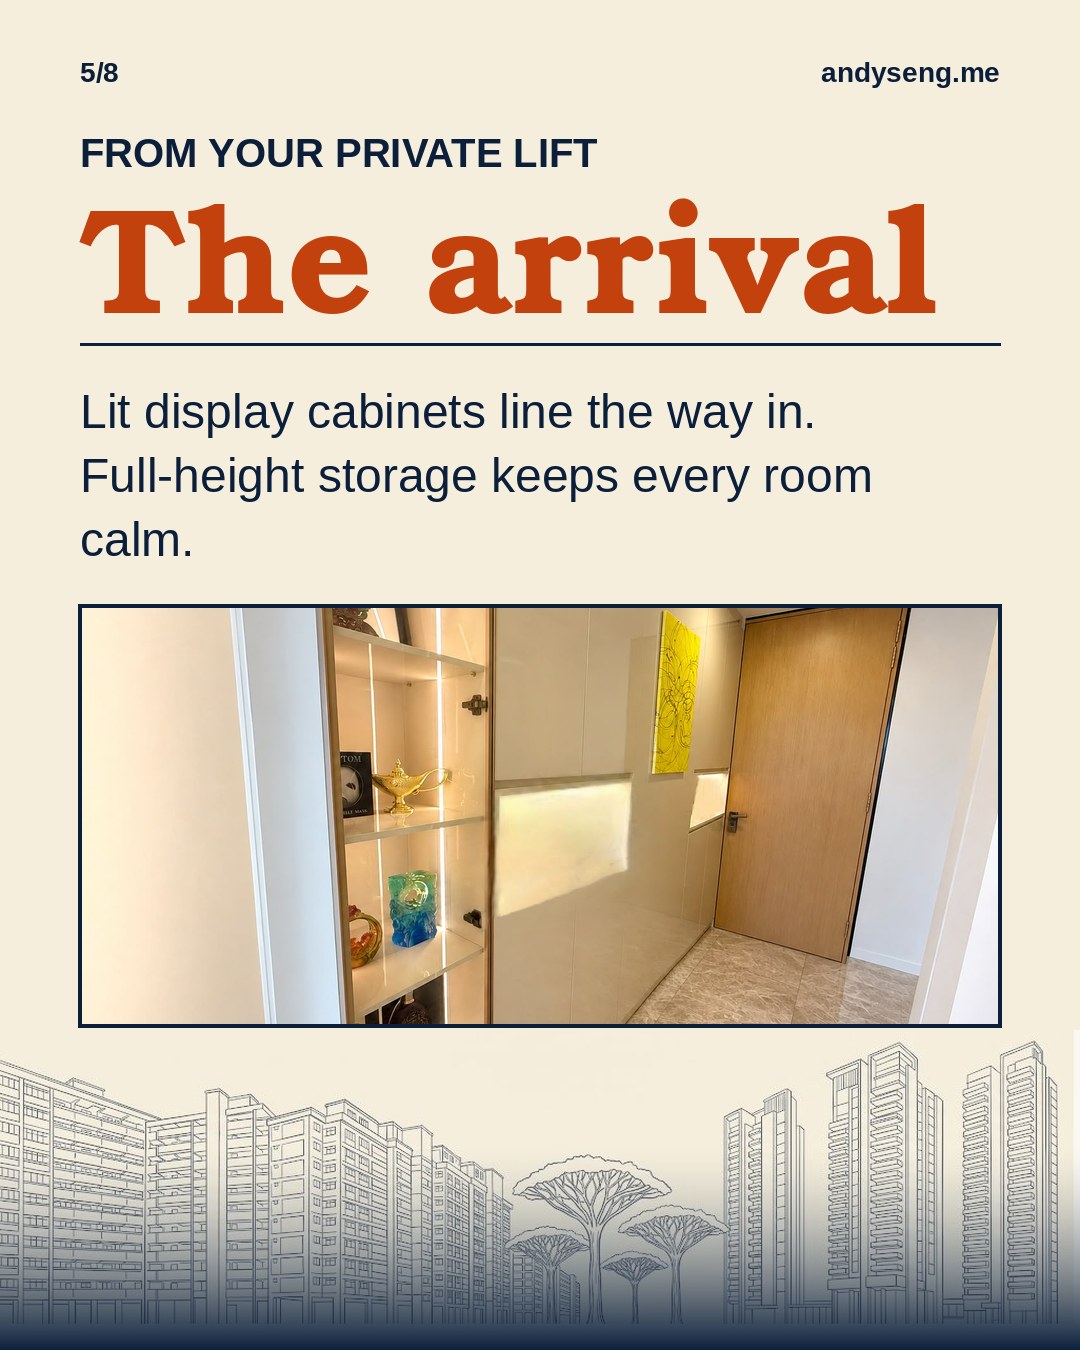 5/8
andyseng.me
FROM YOUR PRIVATE LIFT
The arrival
Lit display cabinets line the way in.
Full-height storage keeps every room
calm.
TOM